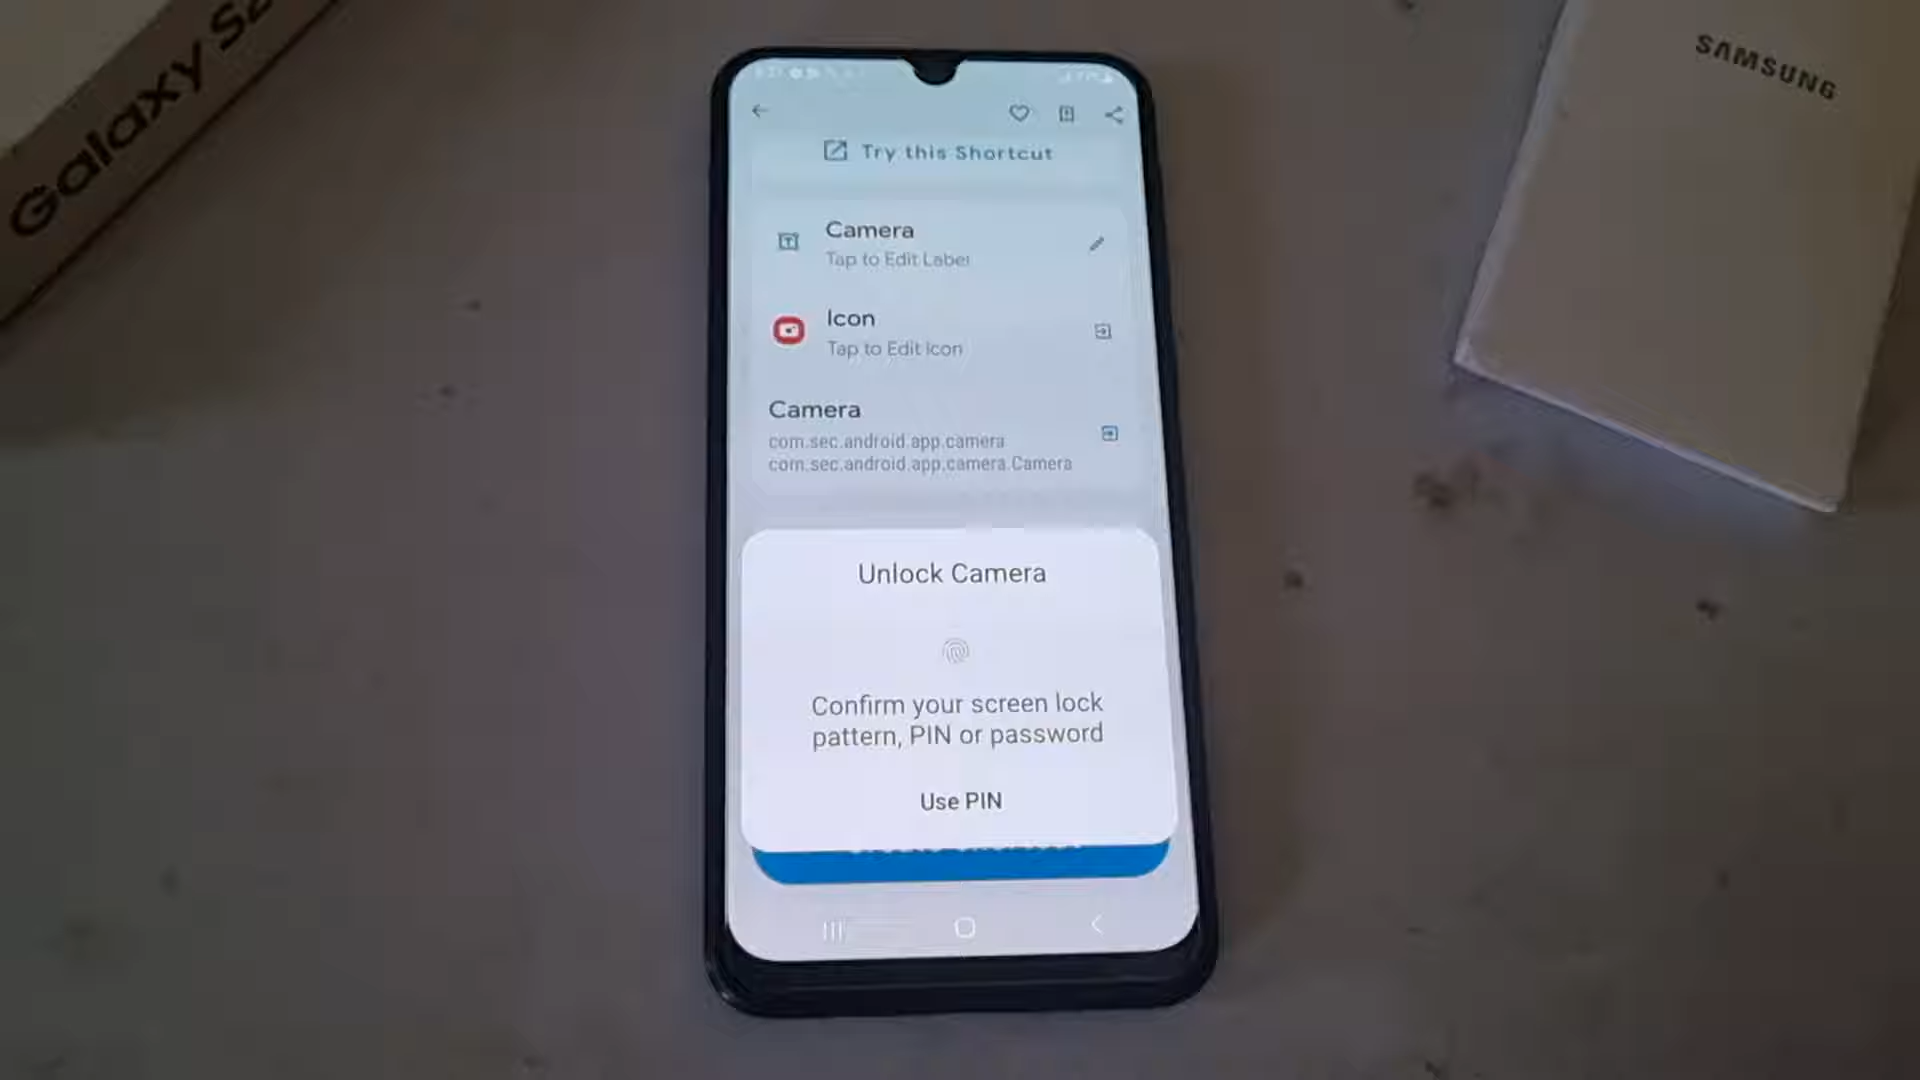 Galaxy
SAMSUNG
Try this Shortcut
Camera
Tap to Edit Label
Icon
Tap to Edit Icon
Camera
com.sec.android.app.camera
com.sec.android.app.camera.Camera
Unlock Camera
Confirm your screen lock
pattern, PIN or password
Use PIN